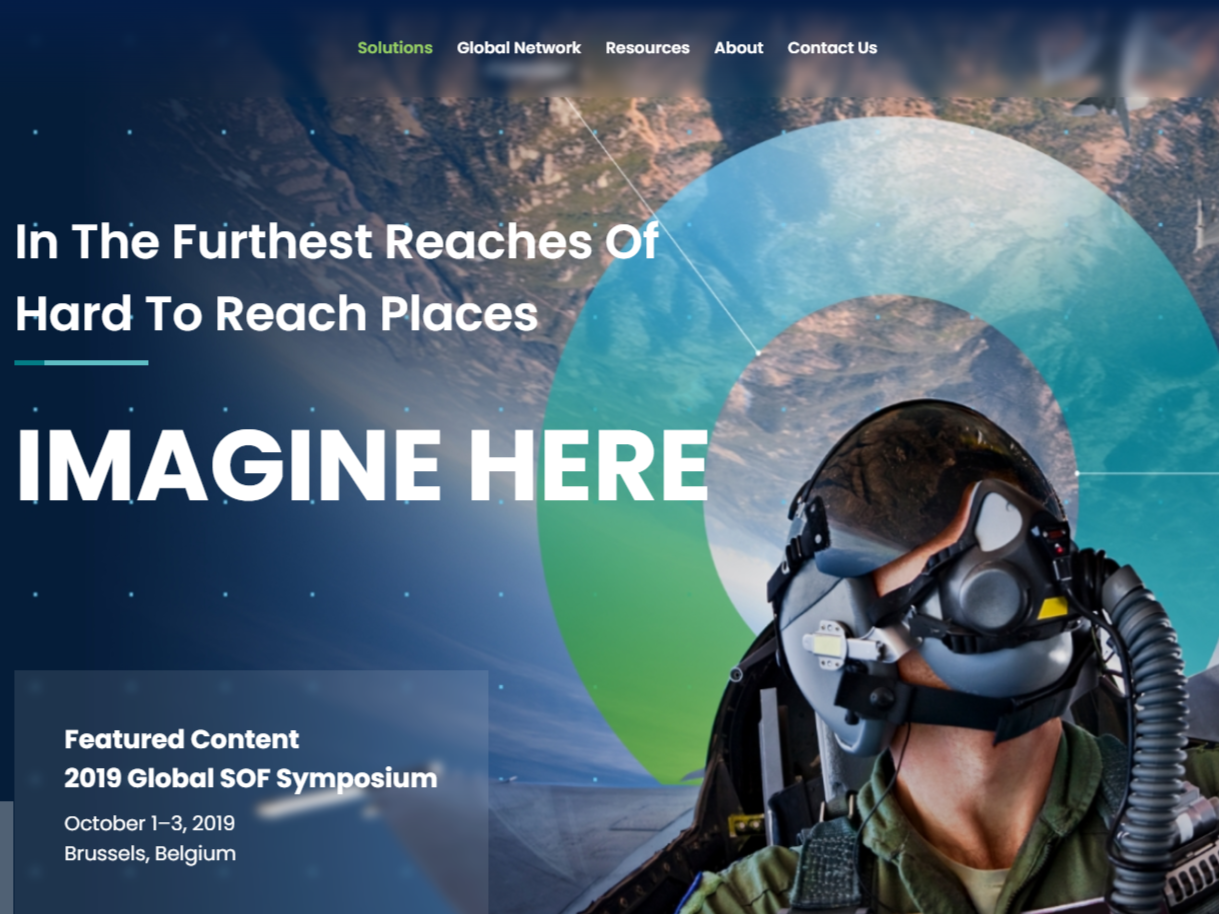 Solutions Global Network Resources About Contact Us
In The Furthest Reaches Of
Hard To Reach Places
IMAGINE HERE
Featured Content
2019 Global SOF Symposium
October 1–3, 2019
Brussels, Belgium